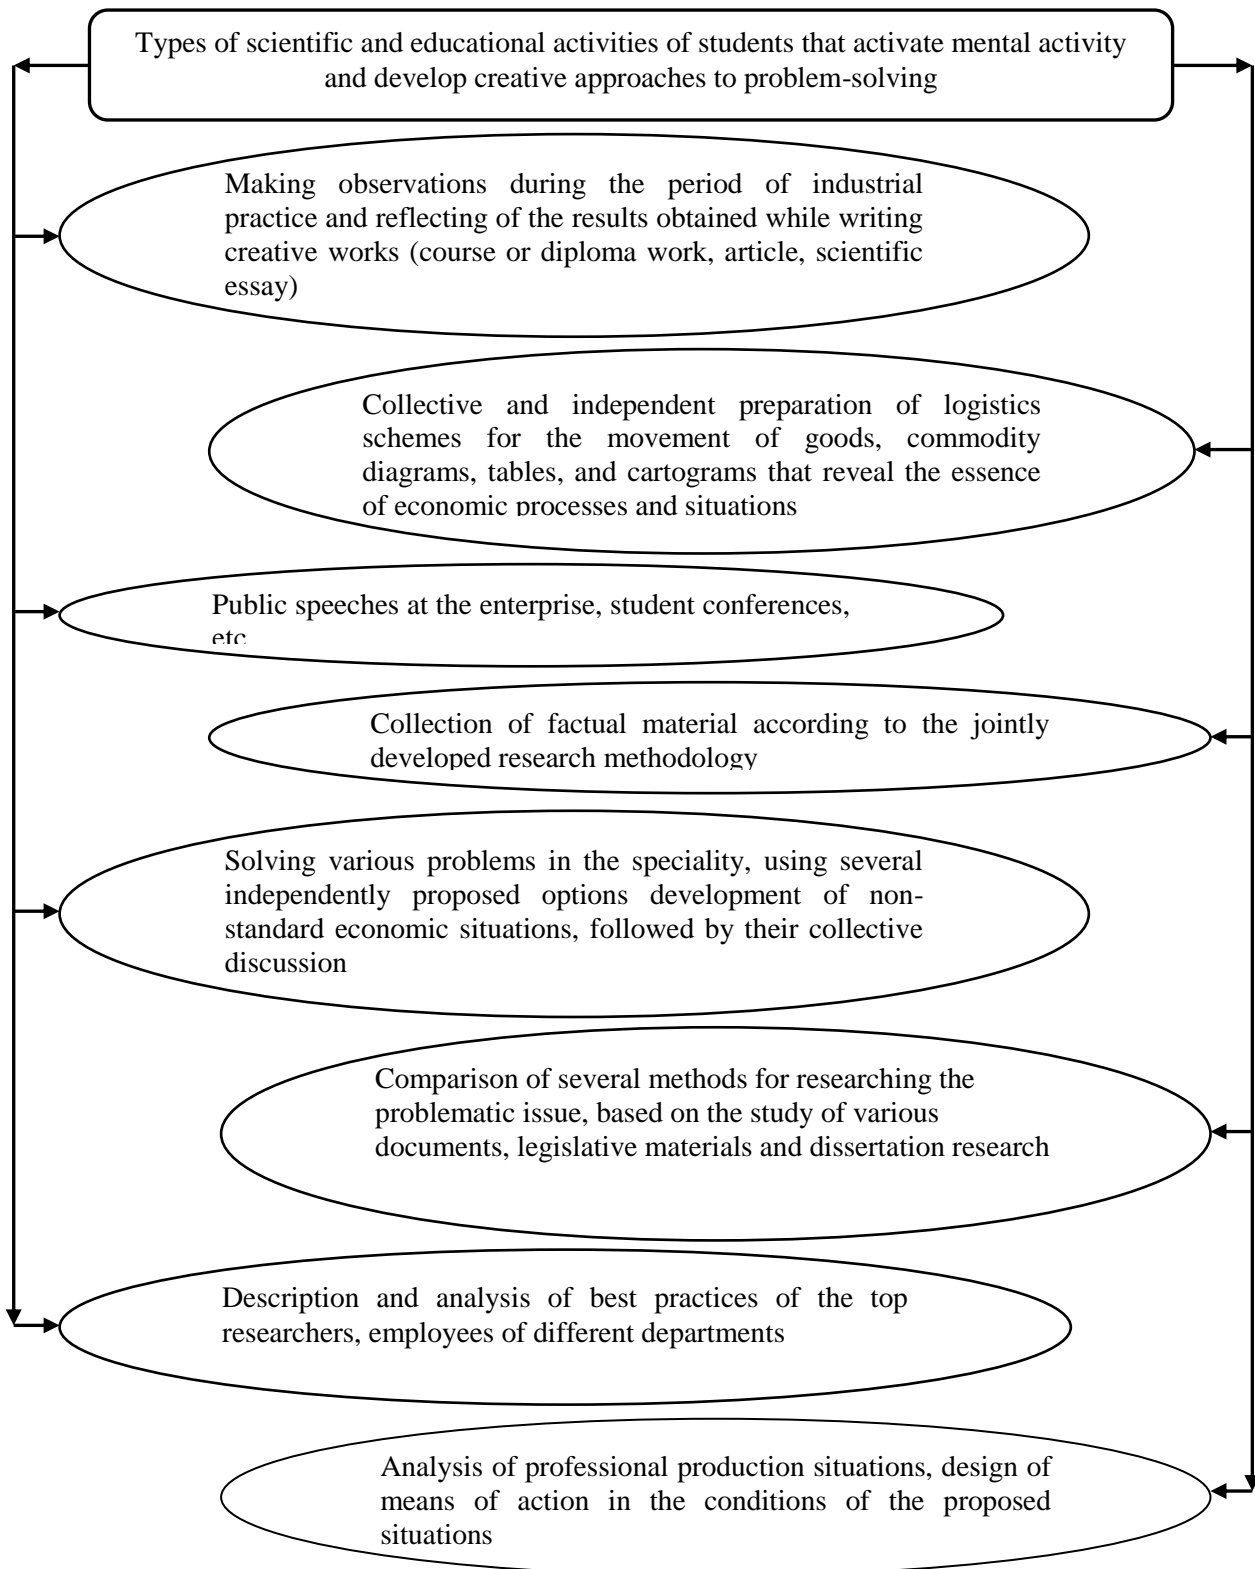 Types of scientific and educational activities of students that activate mental activity
and develop creative approaches to problem-solving
Making observations during the period of industrial
practice and reflecting of the results obtained while writing
creative works (course or diploma work, article, scientific
essay)
Collective and independent preparation of logistics
schemes for the movement of goods, commodity
diagrams, tables, and cartograms that reveal the essence
of economic processes and situations
Public speeches at the enterprise, student conferences,
etc
Collection of factual material according to the jointly
developed research methodology
Solving various problems in the speciality, using several
independently proposed options development of non-
standard economic situations, followed by their collective
discussion
Comparison of several methods for researching the
problematic issue, based on the study of various
documents, legislative materials and dissertation research
Description and analysis of best practices of the top
researchers, employees of different departments
Analysis of professional production situations, design of
means of action in the conditions of the proposed
situations